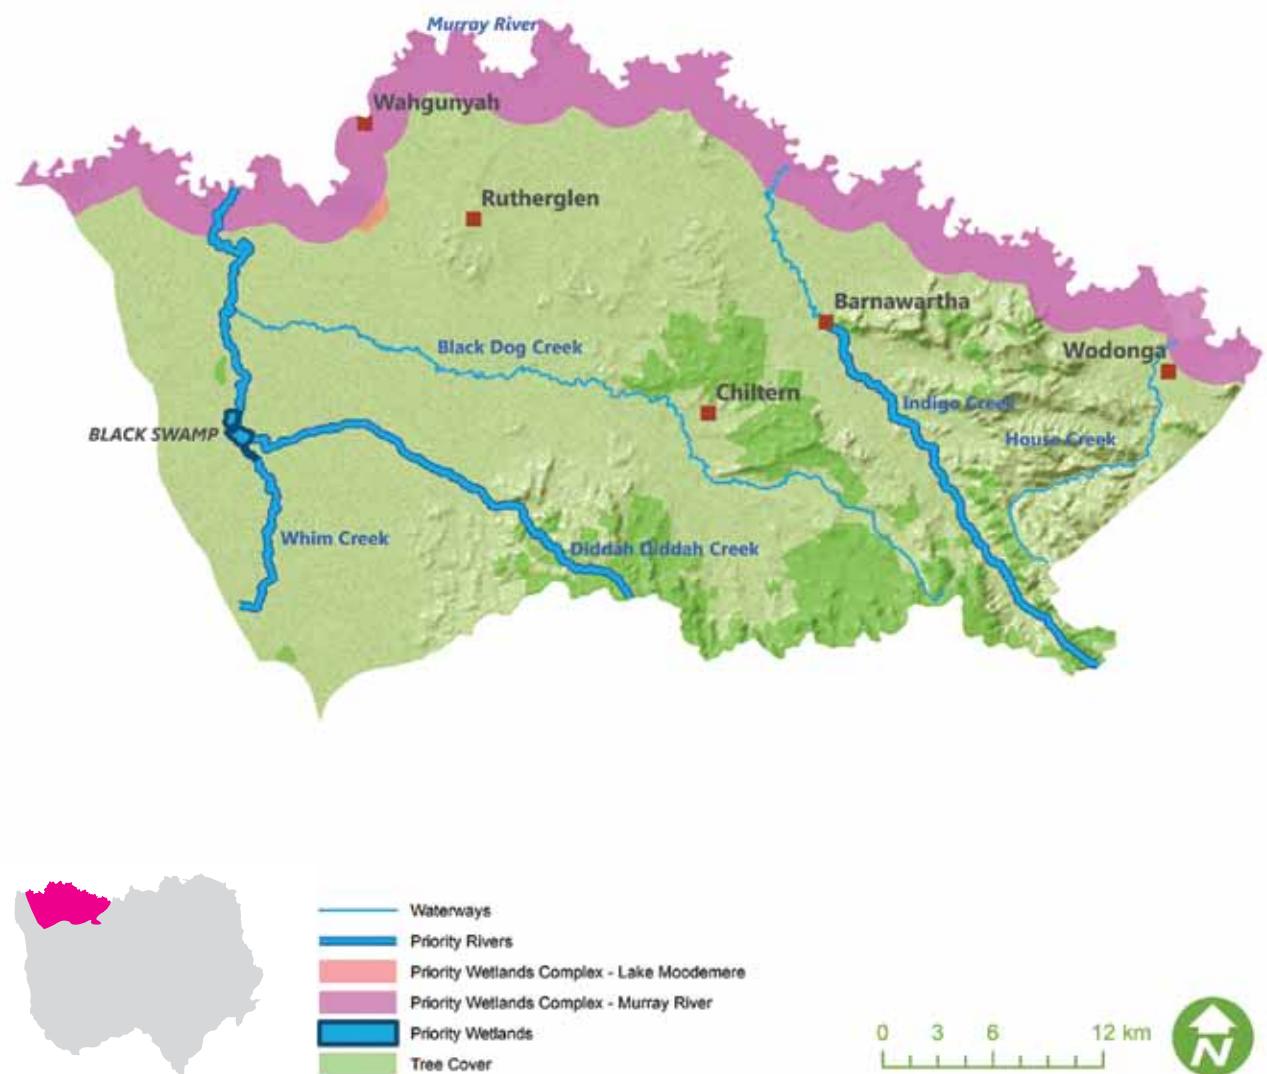 Murray River
Wahgunyah
Rutherglen
Barnawartha
Black Dog Creek
Wodonga
Chiltern
Indigo Creek
BLACK SWAMP
House Creek
Whim Creek
Diddah Diddah Creek
Waterways
Priority Rivers
Priority Wetlands Complex - Lake Moodemere
Priority Wetlands Complex - Murray River
Priority Wetlands
Tree Cover
0 3 6 12 km
N